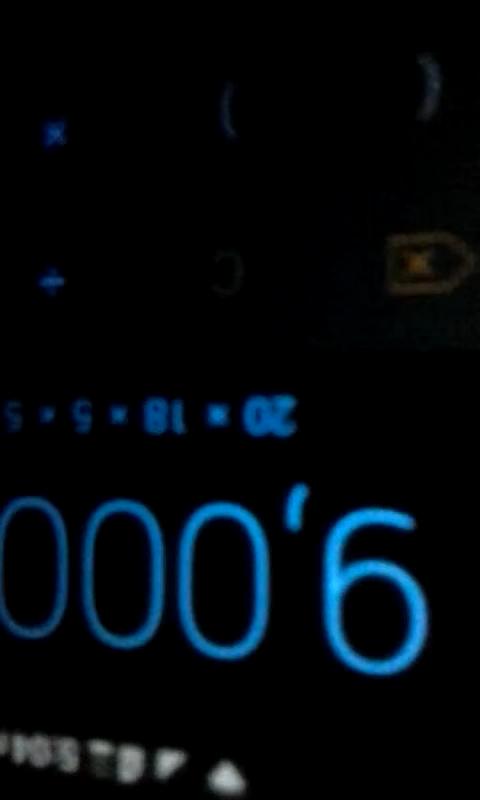 9,000
20 × 18 × 5 × 5
C ÷
( ) ×